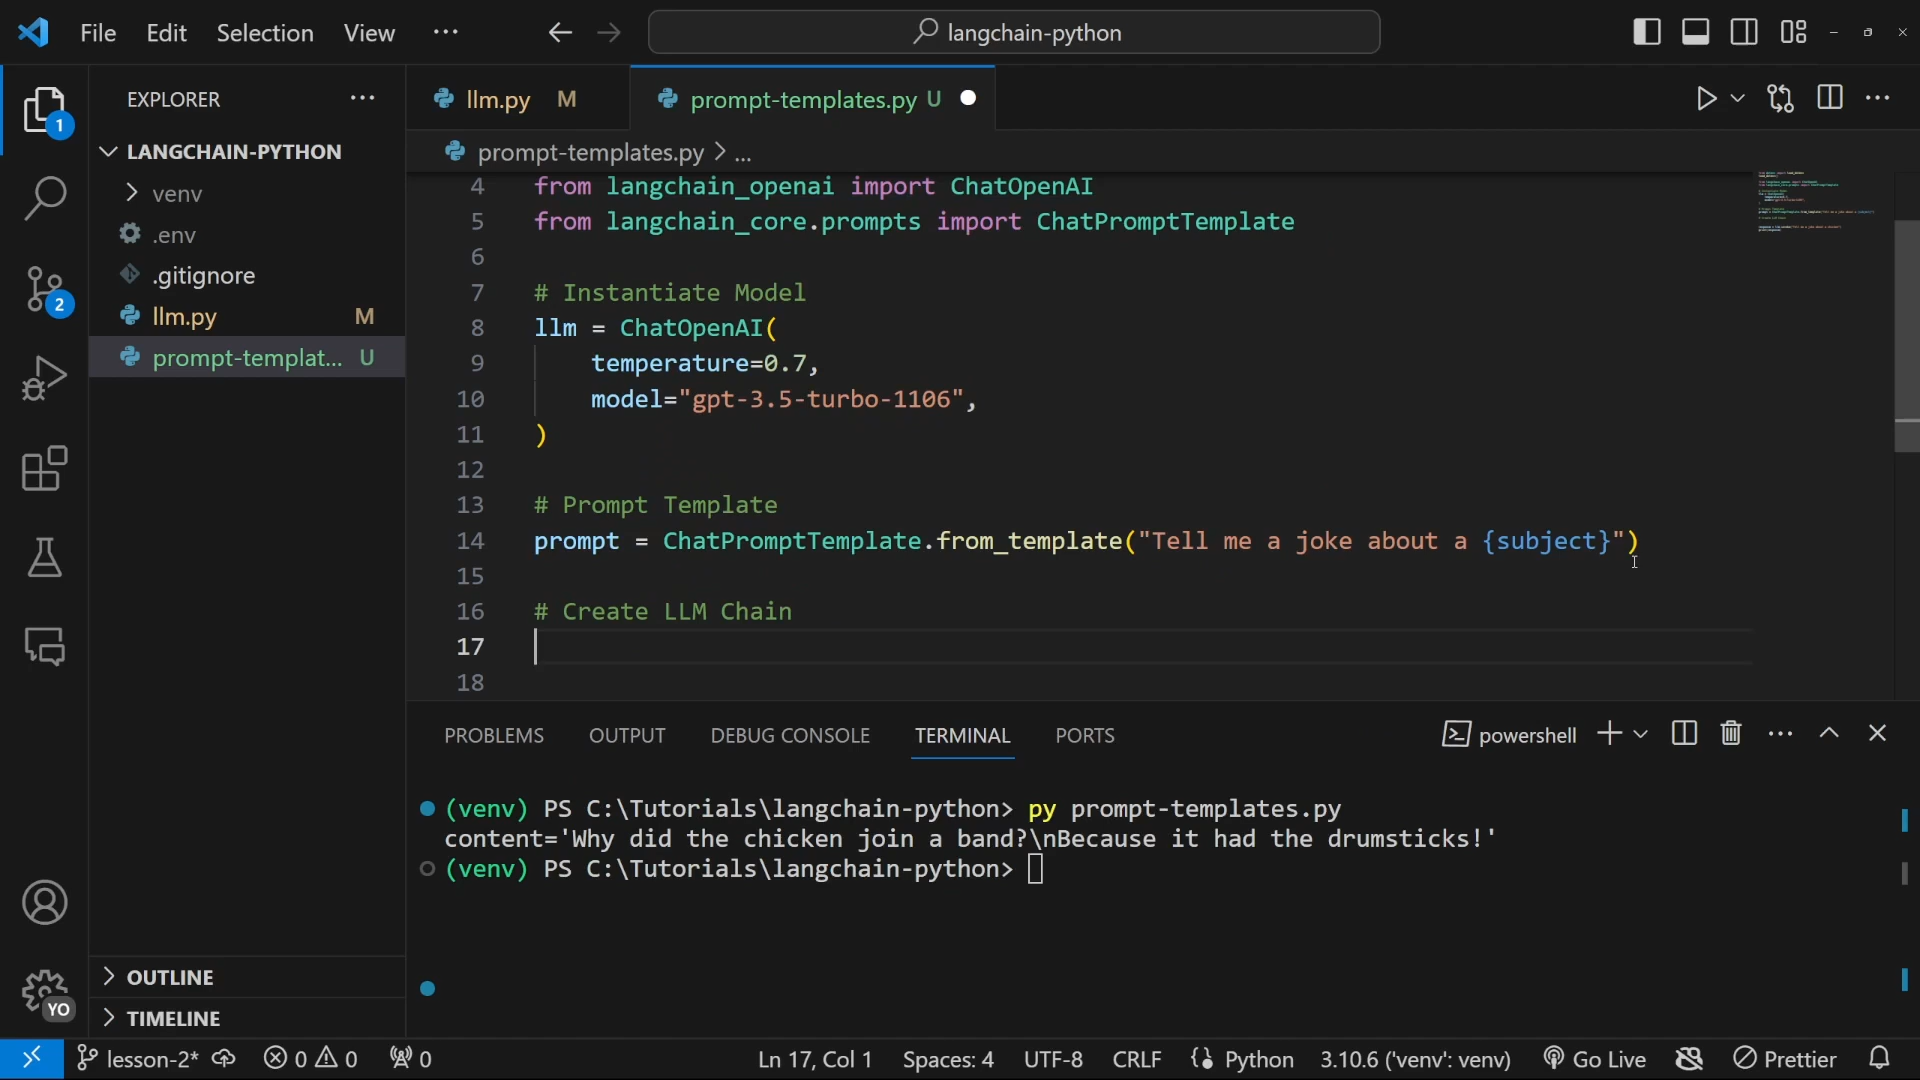 File Edit Selection View ··· langchain-python
EXPLORER ···
LANGCHAIN-PYTHON
venv
.env
.gitignore
llm.py M
prompt-templat... U
OUTLINE
TIMELINE
1
2
YO
llm.py M prompt-templates.py U
prompt-templates.py > ...
4 from langchain_openai import ChatOpenAI
5 from langchain_core.prompts import ChatPromptTemplate
6
7 # Instantiate Model
8 llm = ChatOpenAI(
9 temperature=0.7,
10 model="gpt-3.5-turbo-1106",
11 )
12
13 # Prompt Template
14 prompt = ChatPromptTemplate.from_template("Tell me a joke about a {subject}")
15
16 # Create LLM Chain
17
18
PROBLEMS OUTPUT DEBUG CONSOLE TERMINAL PORTS powershell
(venv) PS C:\Tutorials\langchain-python> py prompt-templates.py
content='Why did the chicken join a band?\nBecause it had the drumsticks!'
(venv) PS C:\Tutorials\langchain-python>
lesson-2* 0 0 0 Ln 17, Col 1 Spaces: 4 UTF-8 CRLF Python 3.10.6 ('venv': venv) Go Live Prettier